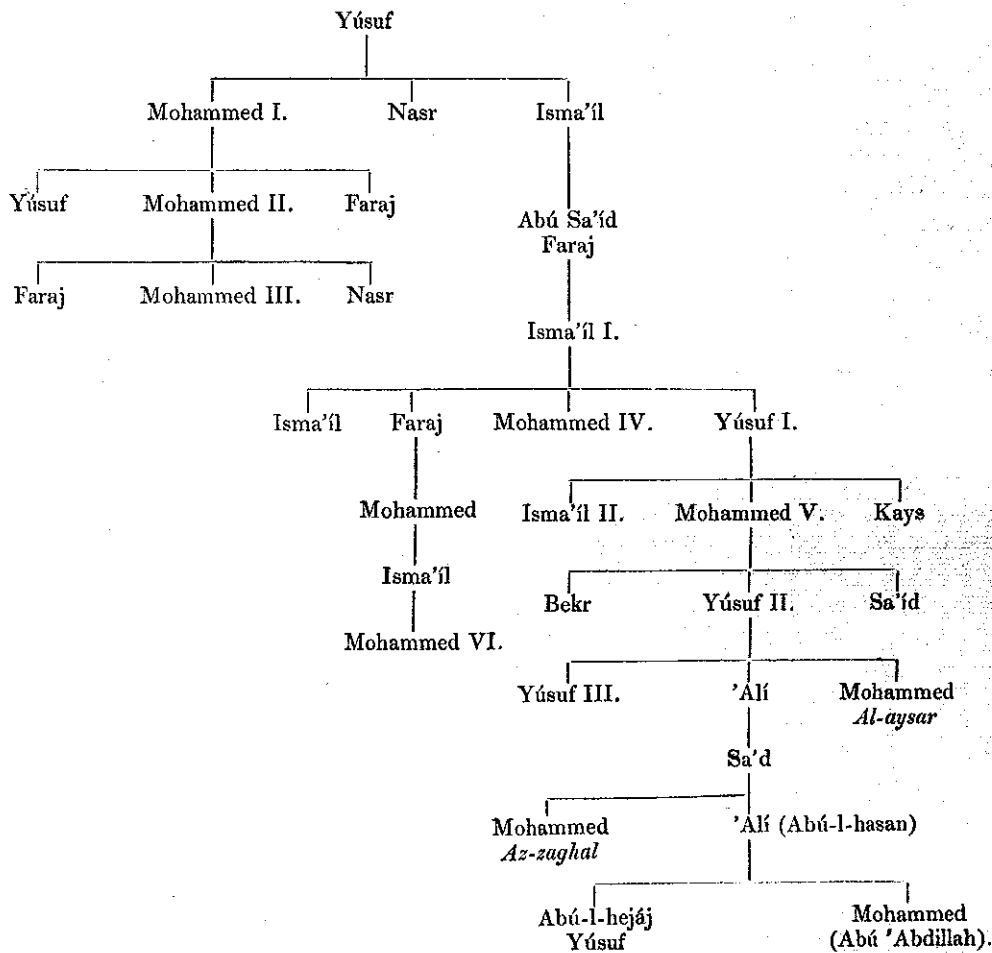 Yúsuf
Mohammed I. Nasr Isma’íl
Yúsuf Mohammed II. Faraj
Abú Sa’íd
Faraj
Faraj Mohammed III. Nasr
Isma’íl I.
Isma’íl Faraj Mohammed IV. Yúsuf I.
Mohammed Isma’íl II. Mohammed V. Kays
Isma’íl
Bekr Yúsuf II. Sa’íd
Mohammed VI.
Yúsuf III. ’Alí Mohammed
Al-aysar
Sa’d
Mohammed ’Alí (Abú-l-hasan)
Az-zaghal
Abú-l-hejáj Mohammed
Yúsuf (Abú ’Abdillah).